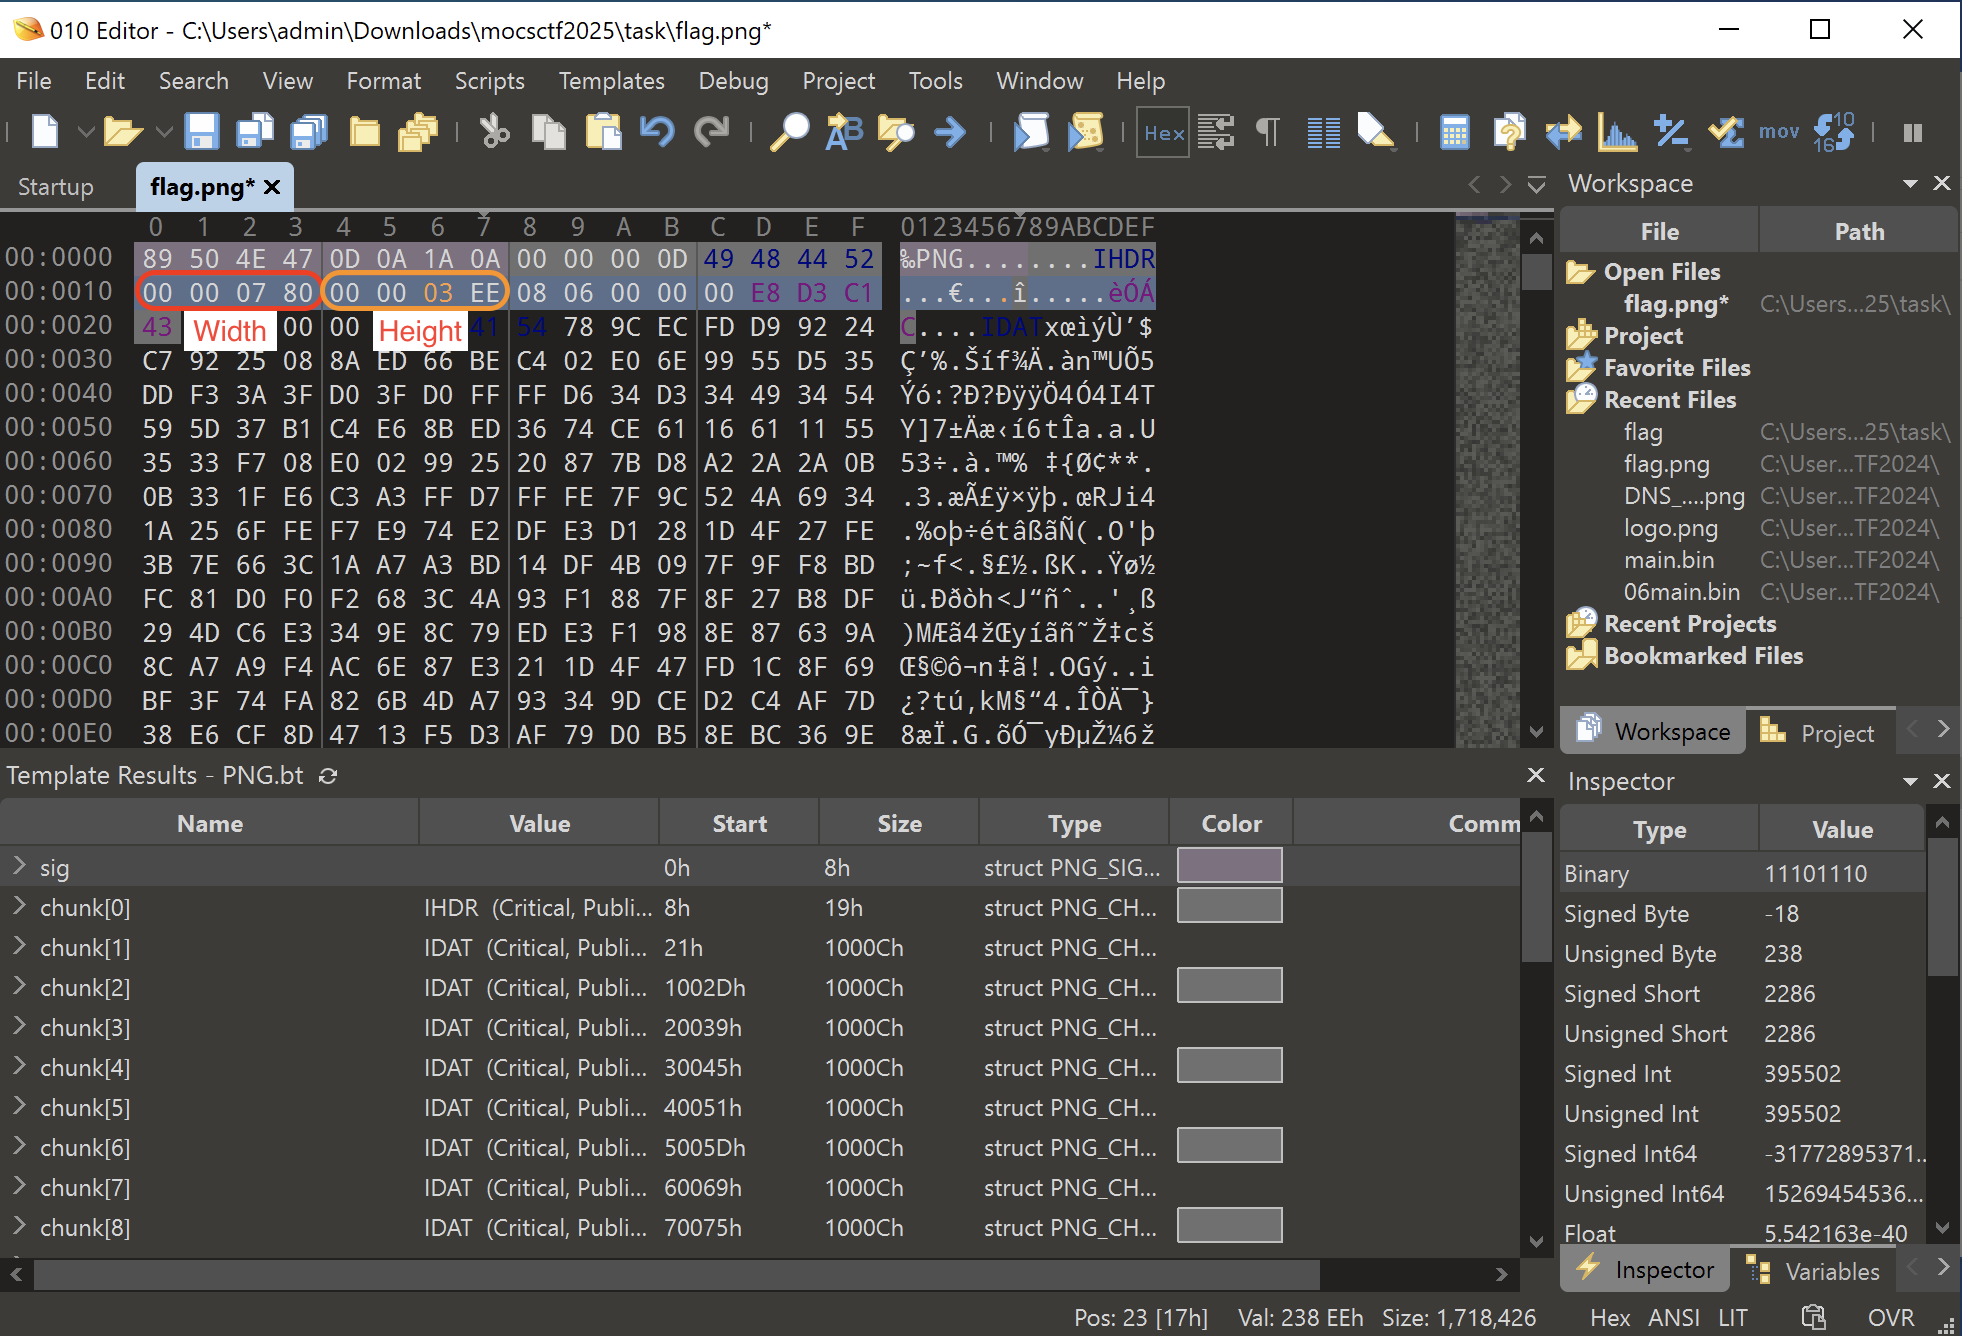 010 Editor - C:\Users\admin\Downloads\mocsctf2025\task\flag.png*
File Edit Search View Format Scripts Templates Debug Project Tools Window Help
Hex mov 10 16
Startup flag.png*
0 1 2 3 4 5 6 7 8 9 A B C D E F 0123456789ABCDEF
00:0000 89 50 4E 47 0D 0A 1A 0A 00 00 00 0D 49 48 44 52 ‰PNG........IHDR
00:0010 00 00 07 80 00 00 03 EE 08 06 00 00 00 E8 D3 C1 ...€...î.....èÓÁ
00:0020 43 Width 00 00 Height 41 54 78 9C EC FD D9 92 24 C....IDATxœìýÙ’$
00:0030 C7 92 25 08 8A ED 66 BE C4 02 E0 6E 99 55 D5 35 Ç’%.Šíf¾Ä.àn™UÕ5
00:0040 DD F3 3A 3F D0 3F D0 FF FF D6 34 D3 34 49 34 54 Ýó:?Ð?ÐÿÿÖ4Ó4I4T
00:0050 59 5D 37 B1 C4 E6 8B ED 36 74 CE 61 16 61 11 55 Y]7±Äæ‹í6tÎa.a.U
00:0060 35 33 F7 08 E0 02 99 25 20 87 7B D8 A2 2A 2A 0B 53÷.à.™% ‡{Ø¢**.
00:0070 0B 33 1F E6 C3 A3 FF D7 FF FE 7F 9C 52 4A 69 34 .3.æÃ£ÿ×ÿþ.œRJi4
00:0080 1A 25 6F FE F7 E9 74 E2 DF E3 D1 28 1D 4F 27 FE .%oþ÷étâßãÑ(.O'þ
00:0090 3B 7E 66 3C 1A A7 A3 BD 14 DF 4B 09 7F 9F F8 BD ;~f<.§£½.ßK..Ÿø½
00:00A0 FC 81 D0 F0 F2 68 3C 4A 93 F1 88 7F 8F 27 B8 DF ü.Ððòh<J“ñˆ..'¸ß
00:00B0 29 4D C6 E3 34 9E 8C 79 ED E3 F1 98 8E 87 63 9A )MÆã4žŒyíãñ˜Ž‡cš
00:00C0 8C A7 A9 F4 AC 6E 87 E3 21 1D 4F 47 FD 1C 8F 69 Œ§©ô¬n‡ã!.OGý..i
00:00D0 BF 3F 74 FA 82 6B 4D A7 93 34 9D CE D2 C4 AF 7D ¿?tú‚kM§“4.ÎÒÄ¯}
00:00E0 38 E6 CF 8D 47 13 F5 D3 AF 79 D0 B5 8E BC 36 9E 8æÏ.G.õÓ¯yÐµŽ¼6ž
Workspace
File Path
Open Files
flag.png* C:\Users...25\task\
Project
Favorite Files
Recent Files
flag C:\Users...25\task\
flag.png C:\User...TF2024\
DNS_....png C:\User...TF2024\
logo.png C:\User...TF2024\
main.bin C:\User...TF2024\
06main.bin C:\User...TF2024\
Recent Projects
Bookmarked Files
Workspace Project
Template Results - PNG.bt
Name Value Start Size Type Color Comm
sig 0h 8h struct PNG_SIG...
chunk[0] IHDR (Critical, Publi... 8h 19h struct PNG_CH...
chunk[1] IDAT (Critical, Publi... 21h 1000Ch struct PNG_CH...
chunk[2] IDAT (Critical, Publi... 1002Dh 1000Ch struct PNG_CH...
chunk[3] IDAT (Critical, Publi... 20039h 1000Ch struct PNG_CH...
chunk[4] IDAT (Critical, Publi... 30045h 1000Ch struct PNG_CH...
chunk[5] IDAT (Critical, Publi... 40051h 1000Ch struct PNG_CH...
chunk[6] IDAT (Critical, Publi... 5005Dh 1000Ch struct PNG_CH...
chunk[7] IDAT (Critical, Publi... 60069h 1000Ch struct PNG_CH...
chunk[8] IDAT (Critical, Publi... 70075h 1000Ch struct PNG_CH...
Inspector
Type Value
Binary 11101110
Signed Byte -18
Unsigned Byte 238
Signed Short 2286
Unsigned Short 2286
Signed Int 395502
Unsigned Int 395502
Signed Int64 -31772895371...
Unsigned Int64 15269454536...
Float 5.542163e-40
Inspector Variables
Pos: 23 [17h] Val: 238 EEh Size: 1,718,426 Hex ANSI LIT OVR